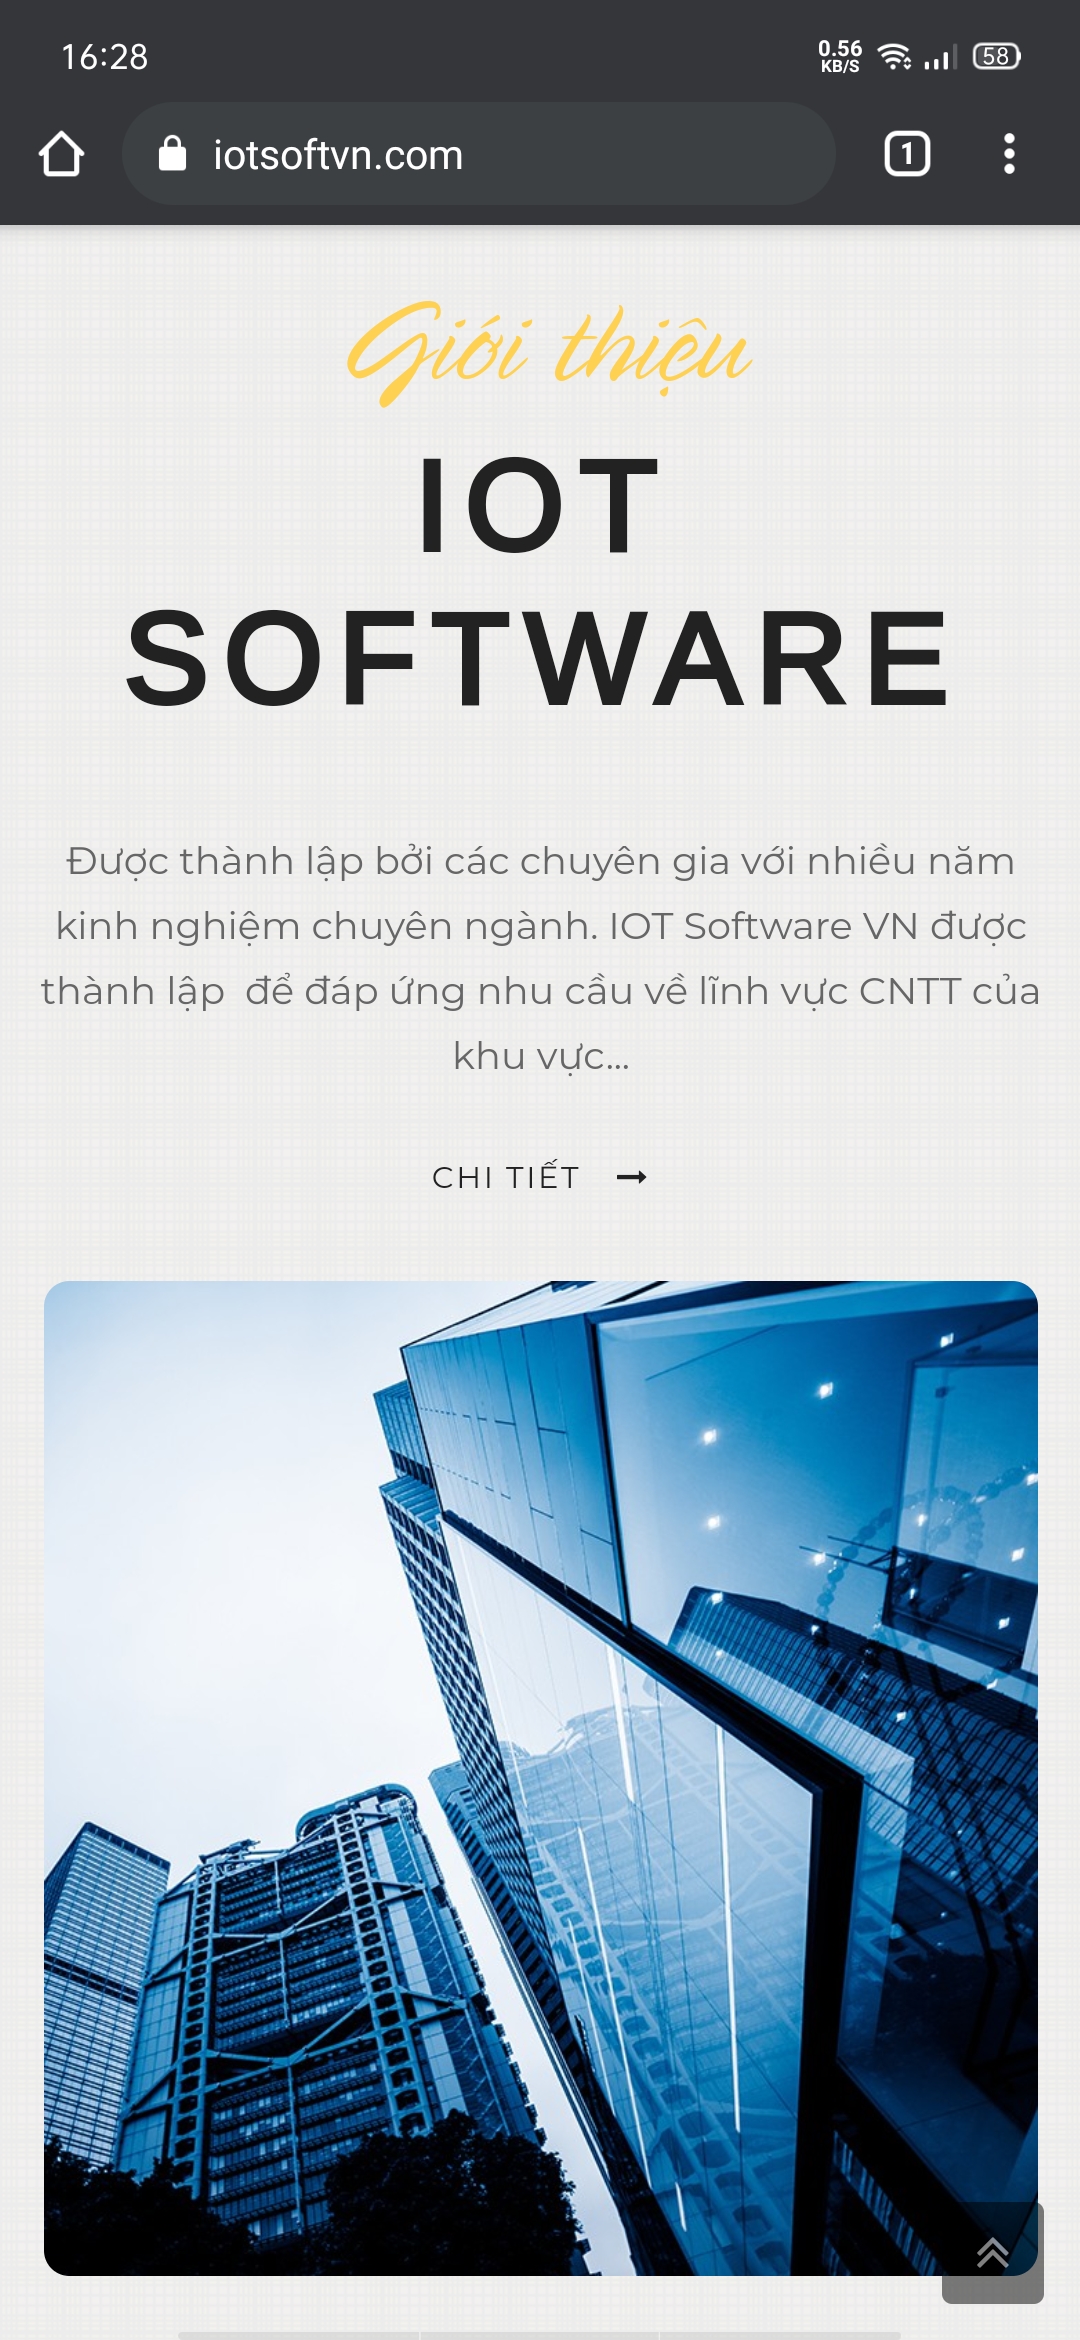 16:28
0.56
KB/S
58
iotsoftvn.com
1
Giới thiệu
IOT
SOFTWARE
Được thành lập bởi các chuyên gia với nhiều năm
kinh nghiệm chuyên ngành. IOT Software VN được
thành lập  để đáp ứng nhu cầu về lĩnh vực CNTT của
khu vực...
CHI TIẾT